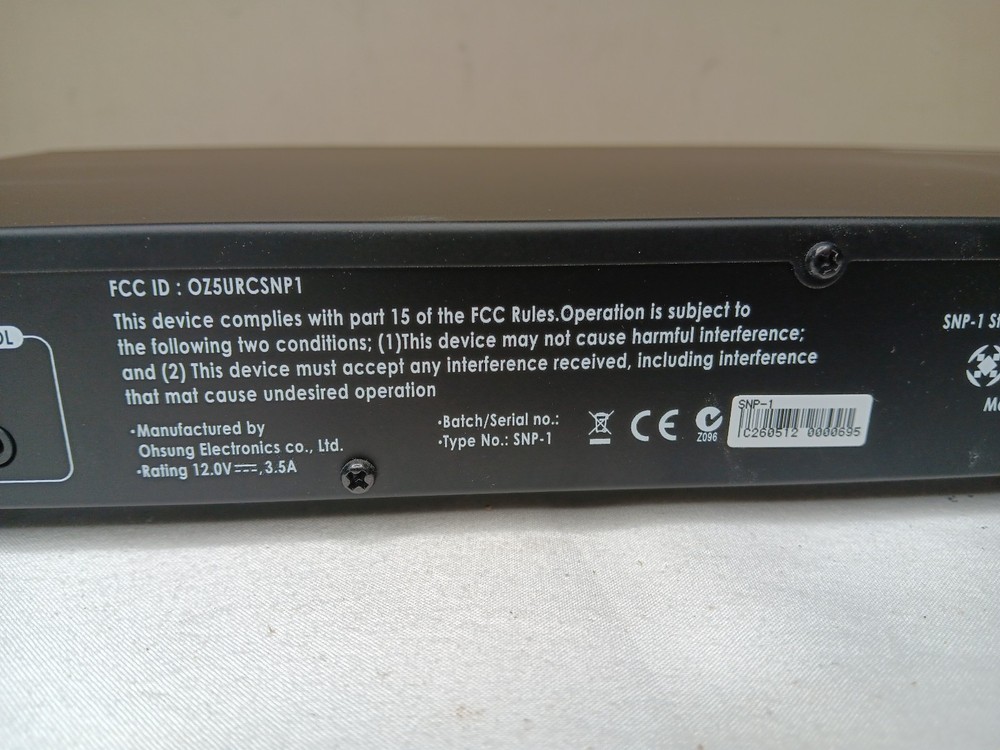 FCC ID : OZ5URCSNP1
This device complies with part 15 of the FCC Rules.Operation is subject to
the following two conditions; (1)This device may not cause harmful interference;
and (2) This device must accept any interference received, including interference
that mat cause undesired operation
•Manufactured by
Ohsung Electronics co., Ltd.
•Rating 12.0V⎓,3.5A
•Batch/Serial no.:
•Type No.: SNP-1
CE
Z096
SNP-1
C260512 0000695
OL
SNP-1